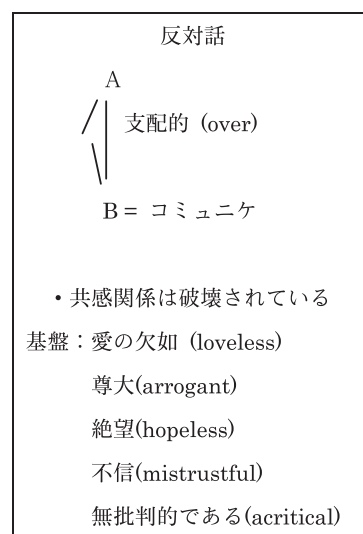 反対話
A
支配的 (over)
B = コミュニケ
・共感関係は破壊されている
基盤：愛の欠如 (loveless)
尊大(arrogant)
絶望(hopeless)
不信(mistrustful)
無批判的である(acritical)